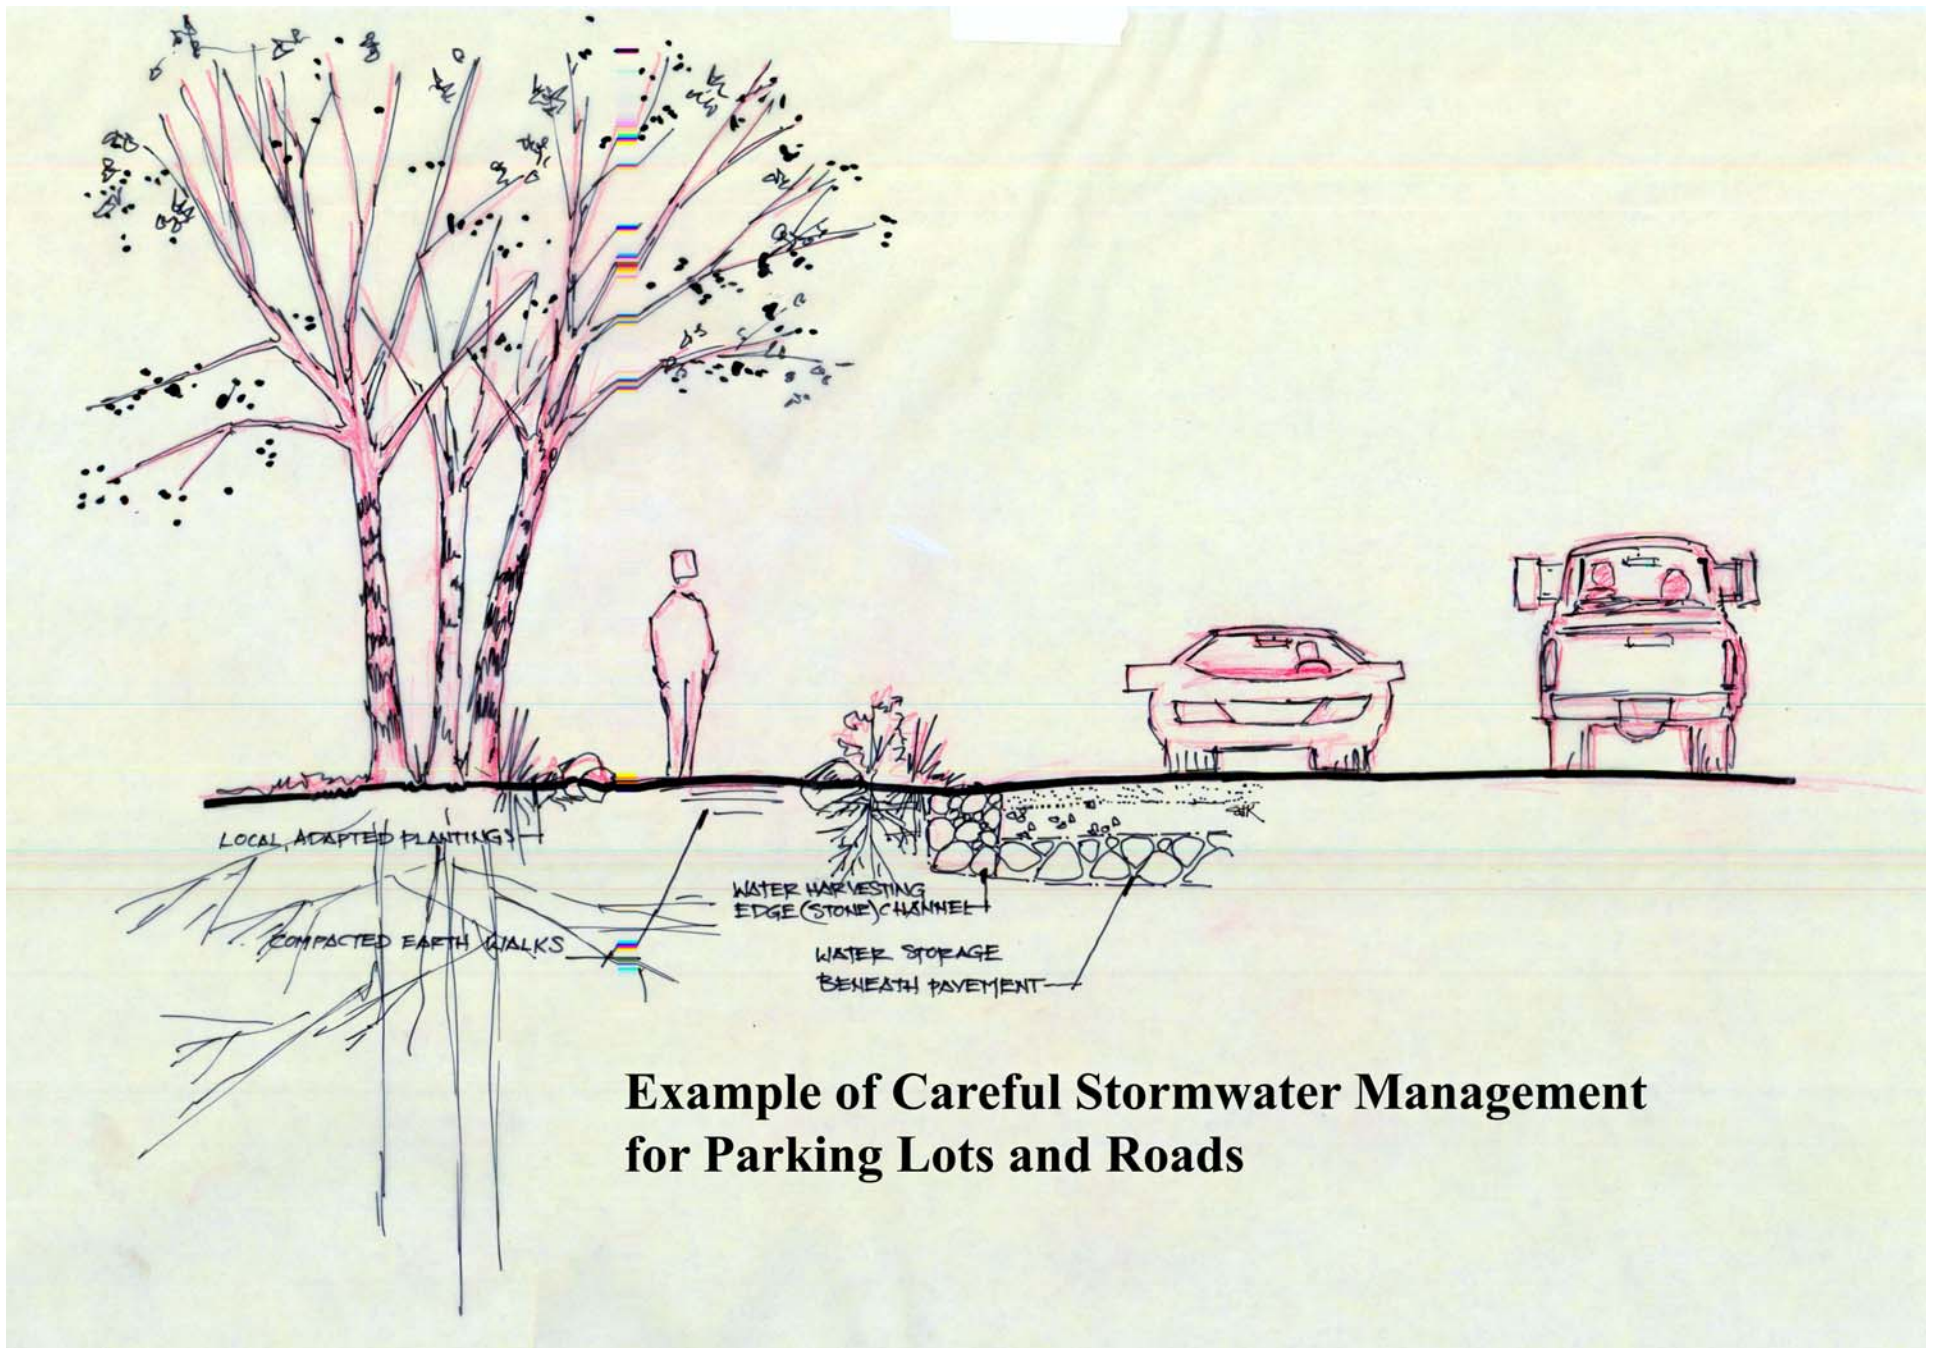 LOCAL, ADAPTED PLANTINGS
WATER HARVESTING
EDGE (STONE) CHANNEL
COMPACTED EARTH WALKS
WATER STORAGE
BENEATH PAVEMENT
Example of Careful Stormwater Management
for Parking Lots and Roads